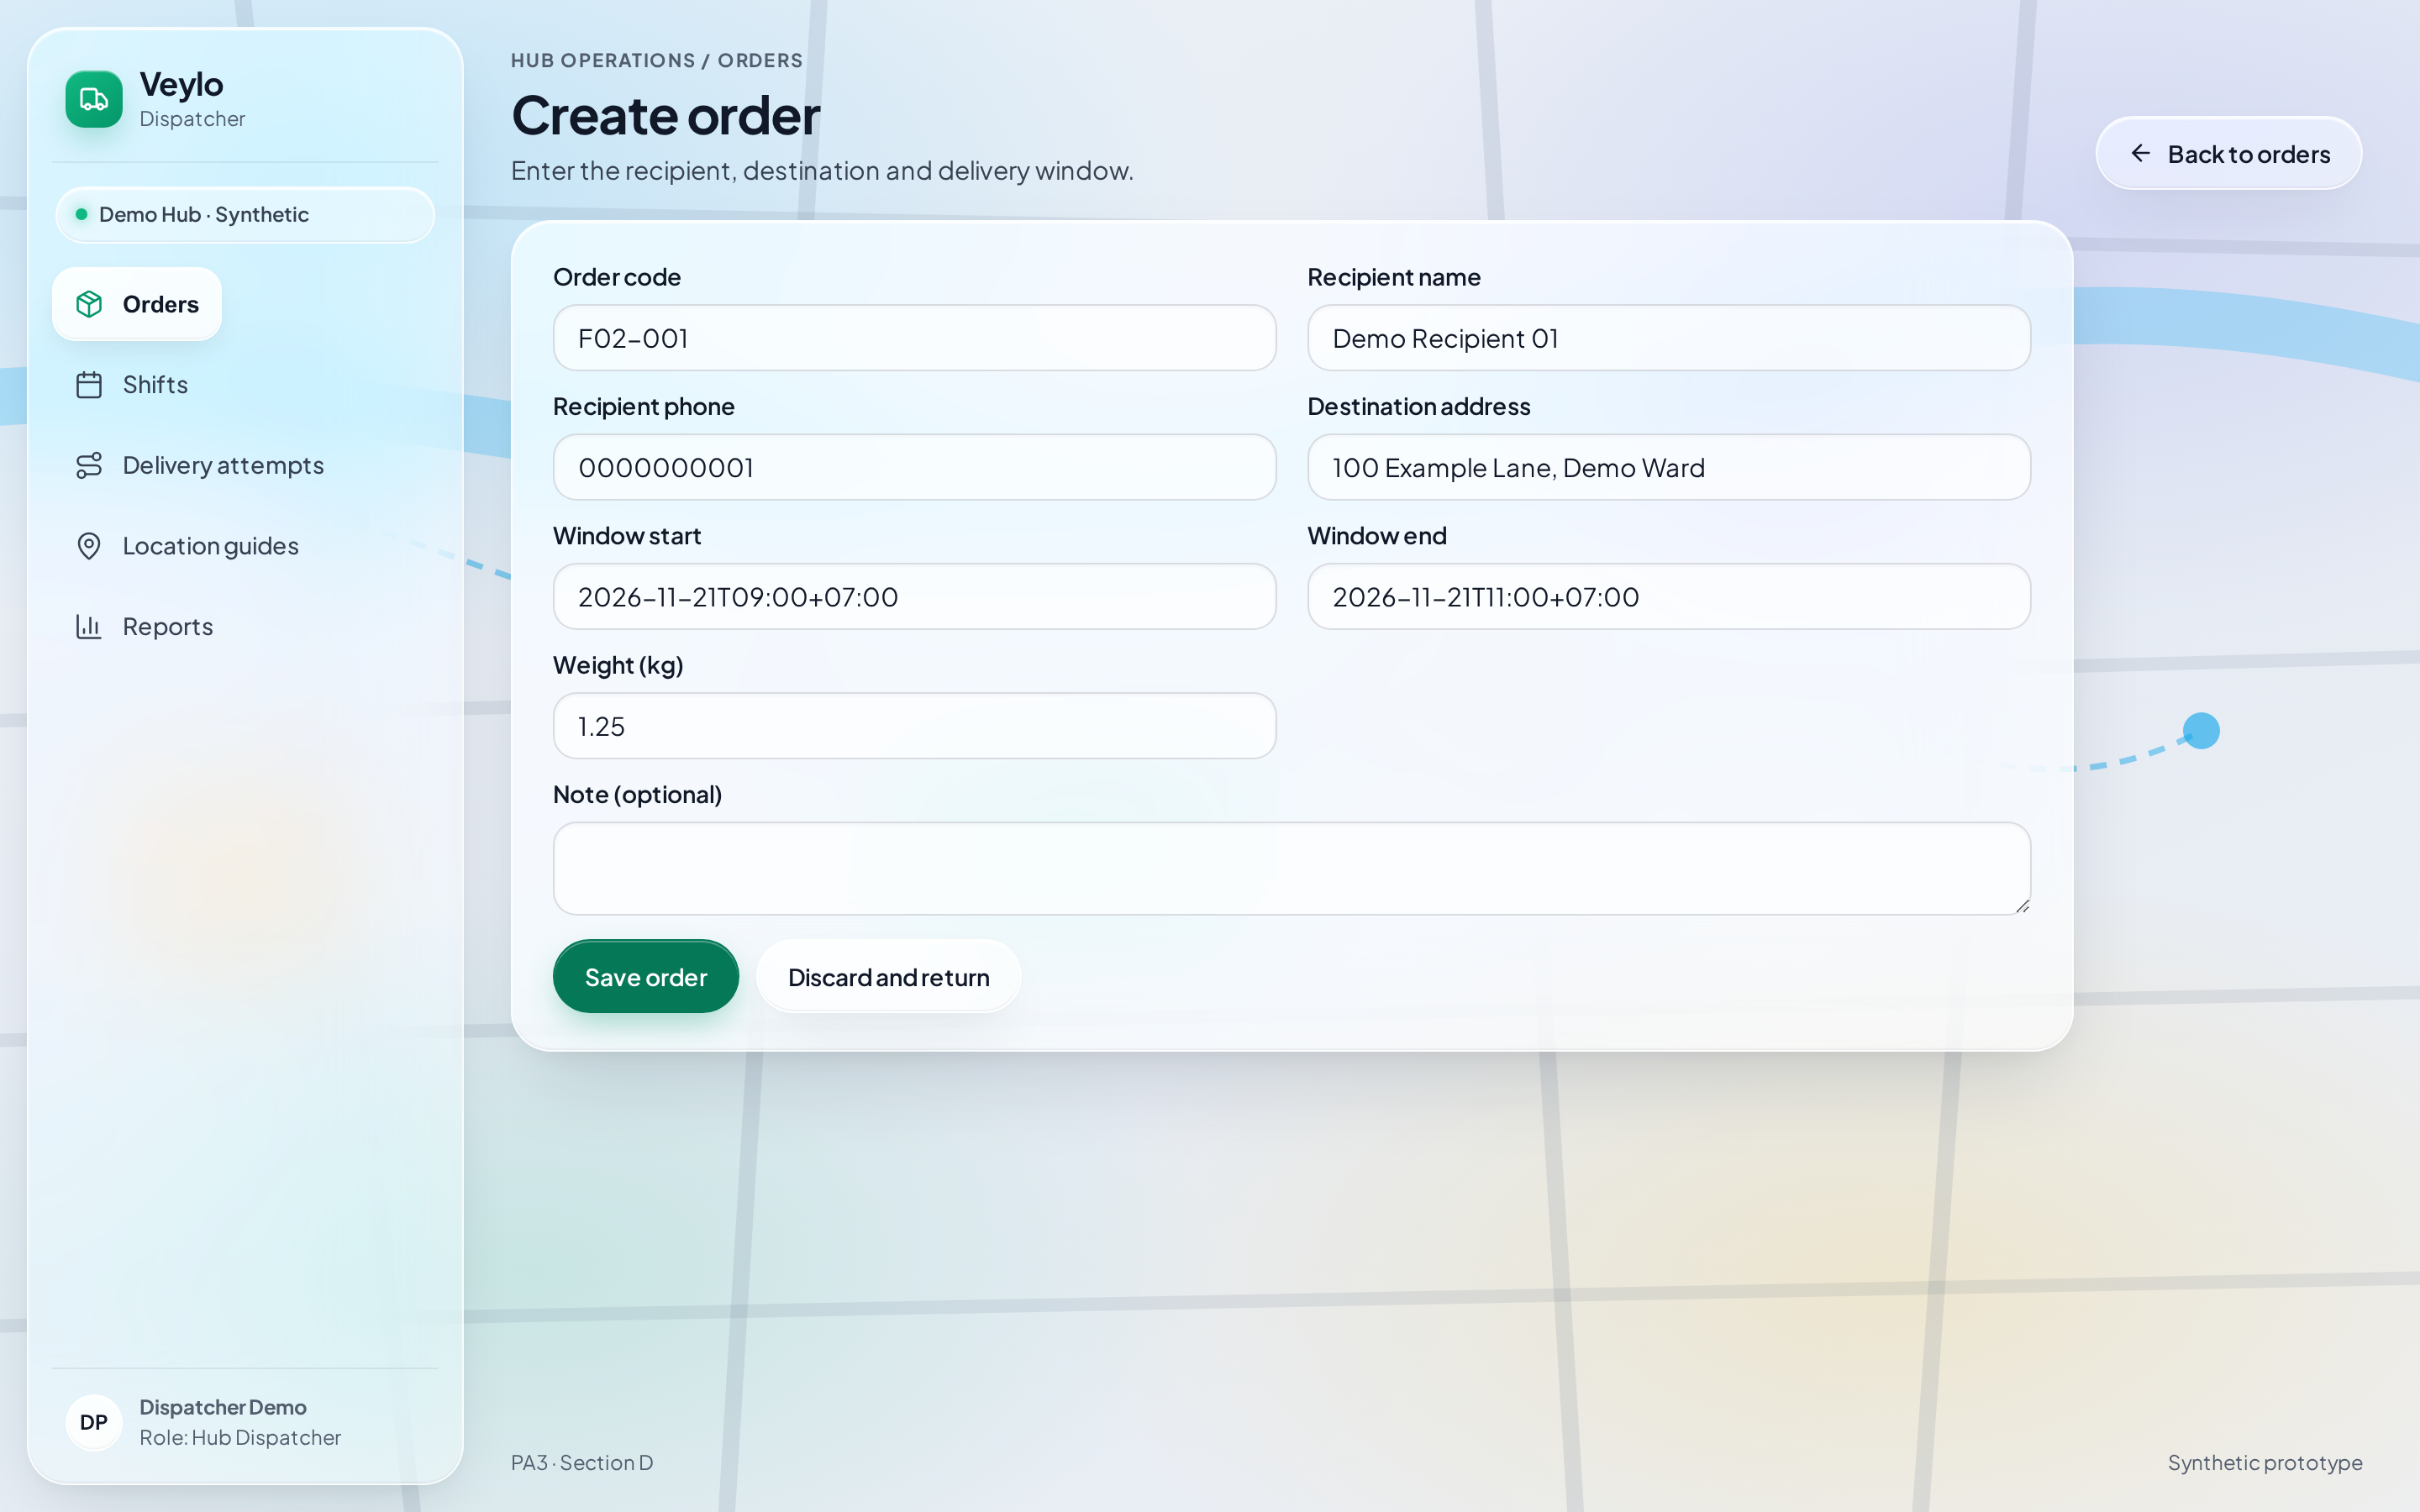 Veylo
Dispatcher
Demo Hub · Synthetic
Orders
Shifts
Delivery attempts
Location guides
Reports
DP
Dispatcher Demo
Role: Hub Dispatcher
HUB OPERATIONS / ORDERS
Create order
Enter the recipient, destination and delivery window.
Back to orders
Order code
F02-001
Recipient name
Demo Recipient 01
Recipient phone
0000000001
Destination address
100 Example Lane, Demo Ward
Window start
2026-11-21T09:00+07:00
Window end
2026-11-21T11:00+07:00
Weight (kg)
1.25
Note (optional)
Save order
Discard and return
PA3 · Section D
Synthetic prototype